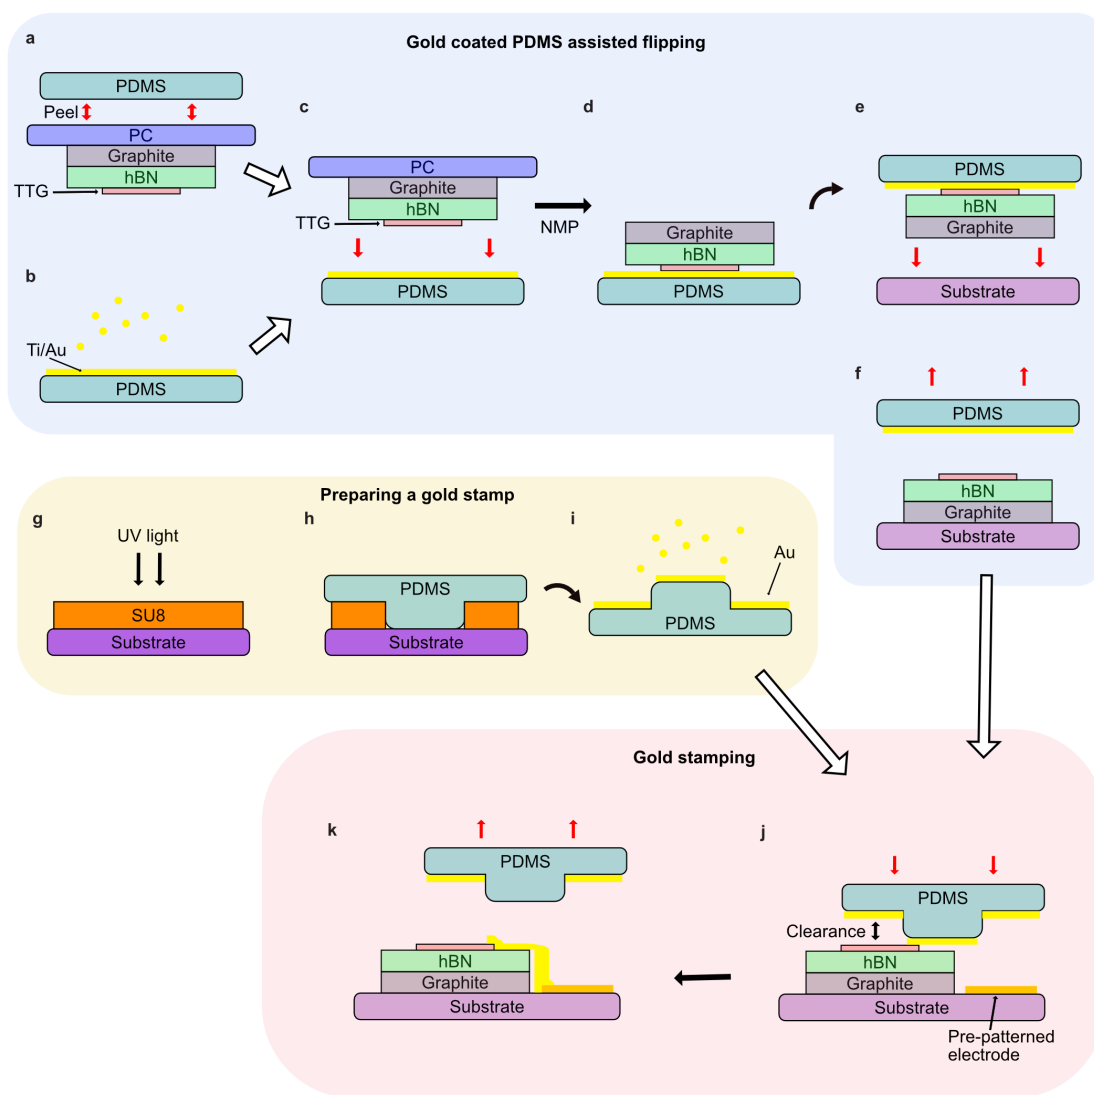 Gold coated PDMS assisted flipping
a
PDMS
Peel
PC
Graphite
hBN
TTG
b
Ti/Au
PDMS
c
PC
Graphite
hBN
TTG
PDMS
NMP
d
Graphite
hBN
PDMS
e
PDMS
hBN
Graphite
Substrate
f
PDMS
hBN
Graphite
Substrate
Preparing a gold stamp
g
UV light
SU8
Substrate
h
PDMS
Substrate
i
Au
PDMS
Gold stamping
k
PDMS
hBN
Graphite
Substrate
j
PDMS
Clearance
hBN
Graphite
Substrate
Pre-patterned
electrode